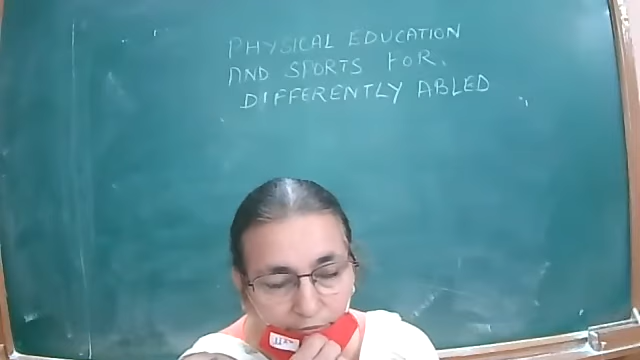 PHYSICAL EDUCATION
AND SPORTS FOR.
DIFFERENTLY ABLED